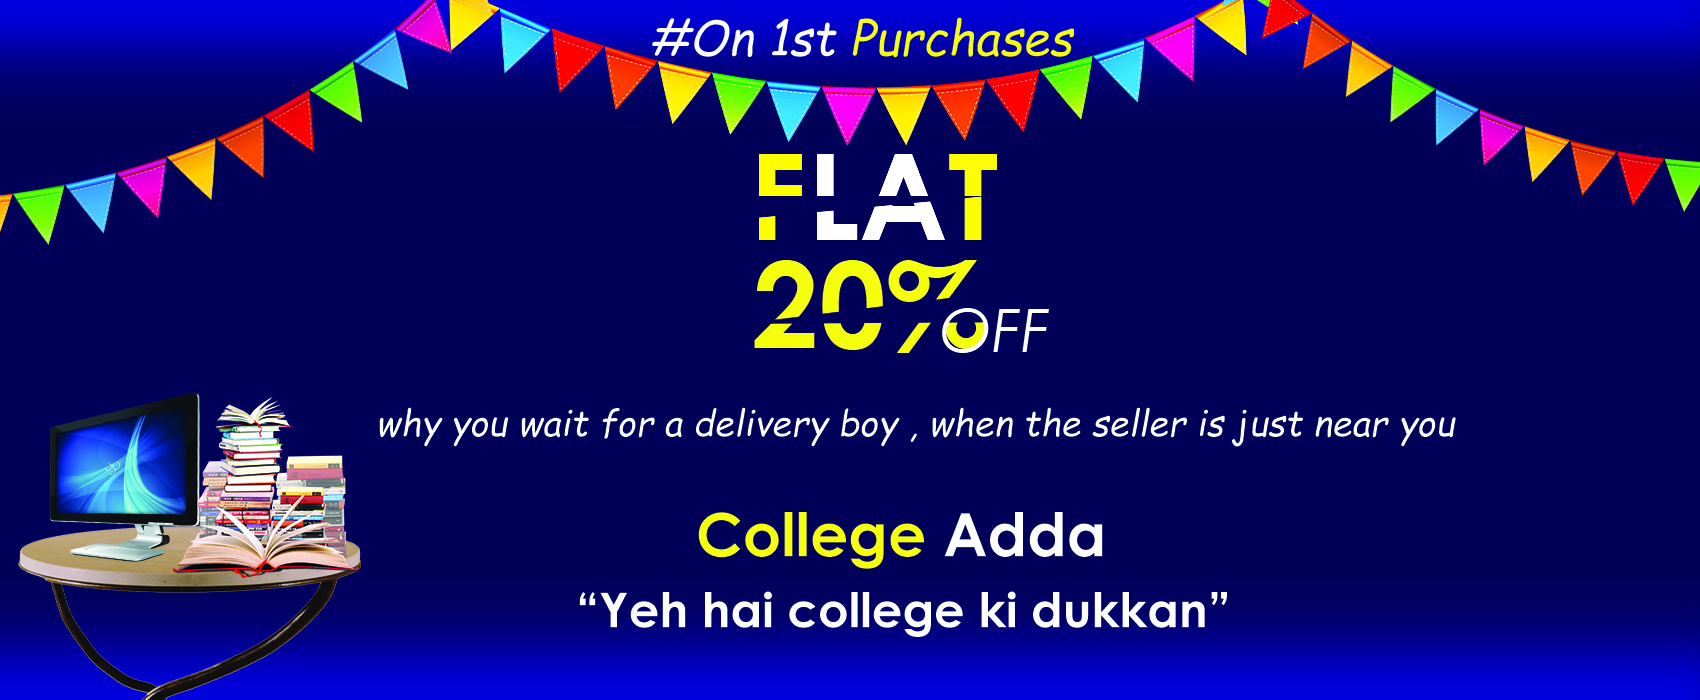 #On 1st Purchases
FLAT
20% OFF
why you wait for a delivery boy , when the seller is just near you
College Adda
“Yeh hai college ki dukkan”